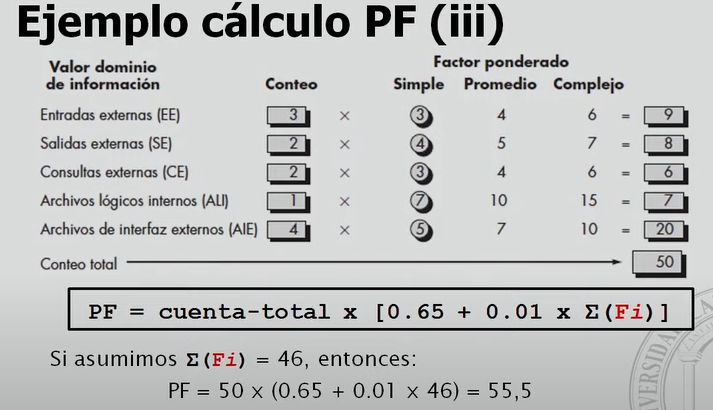 Ejemplo cálculo PF (iii)
Factor ponderado
Valor dominio
de información Conteo Simple Promedio Complejo
Entradas externas (EE) 3 × 3 4 6 = 9
Salidas externas (SE) 2 × 4 5 7 = 8
Consultas externas (CE) 2 × 3 4 6 = 6
Archivos lógicos internos (ALI) 1 × 7 10 15 = 7
Archivos de interfaz externos (AIE) 4 × 5 7 10 = 20
Conteo total 50
PF = cuenta-total x [0.65 + 0.01 x Σ(Fi)]
Si asumimos Σ(Fi) = 46, entonces:
PF = 50 x (0.65 + 0.01 x 46) = 55,5